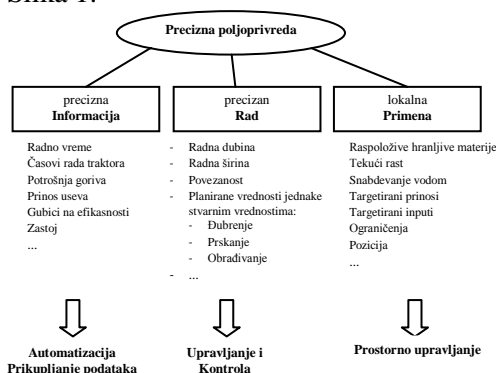 Slika 1.
Precizna poljoprivreda
precizna
Informacija
Radno vreme
Časovi rada traktora
Potrošnja goriva
Prinos useva
Gubici na efikasnosti
Zastoj
...
Automatizacija
Prikupljanje podataka
precizan
Rad
- Radna dubina
- Radna širina
- Povezanost
- Planirane vrednosti jednake
stvarnim vrednostima:
- Đubrenje
- Prskanje
- Obrađivanje
- ...
Upravljanje i
Kontrola
lokalna
Primena
Raspoložive hranljive materije
Tekući rast
Snabdevanje vodom
Targetirani prinosi
Targetirani inputi
Ograničenja
Pozicija
...
Prostorno upravljanje